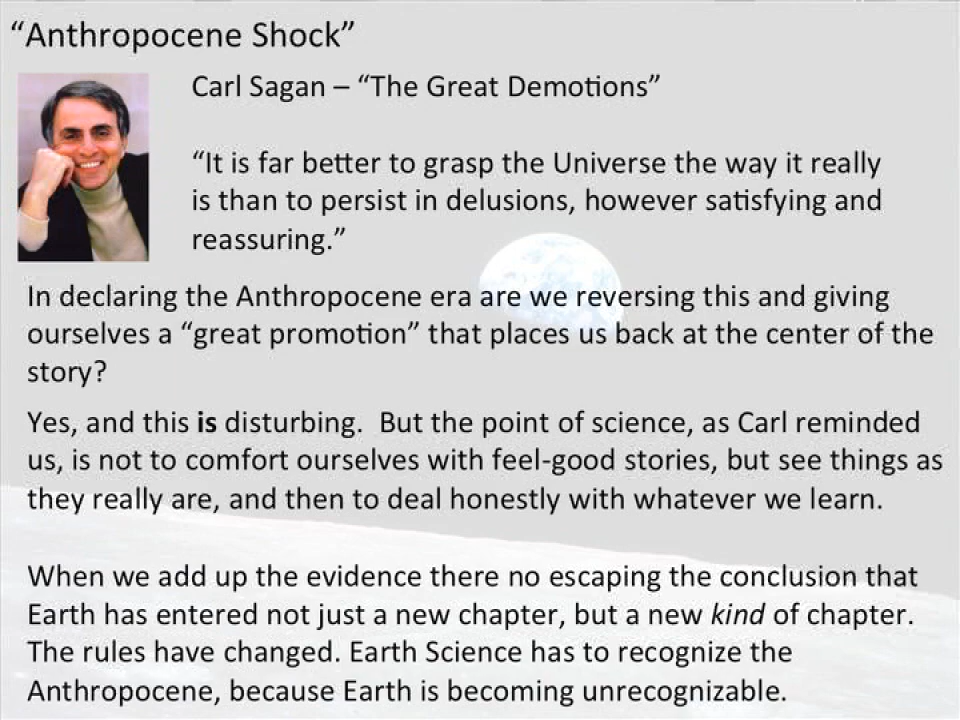 “Anthropocene Shock”
Carl Sagan – “The Great Demotions”
“It is far better to grasp the Universe the way it really
is than to persist in delusions, however satisfying and
reassuring.”
In declaring the Anthropocene era are we reversing this and giving
ourselves a “great promotion” that places us back at the center of the
story?
Yes, and this is disturbing.  But the point of science, as Carl reminded
us, is not to comfort ourselves with feel-good stories, but see things as
they really are, and then to deal honestly with whatever we learn.
When we add up the evidence there no escaping the conclusion that
Earth has entered not just a new chapter, but a new kind of chapter.
The rules have changed. Earth Science has to recognize the
Anthropocene, because Earth is becoming unrecognizable.